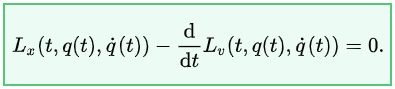 L_x(t, q(t), q̇(t)) − d/dt L_v(t, q(t), q̇(t)) = 0.